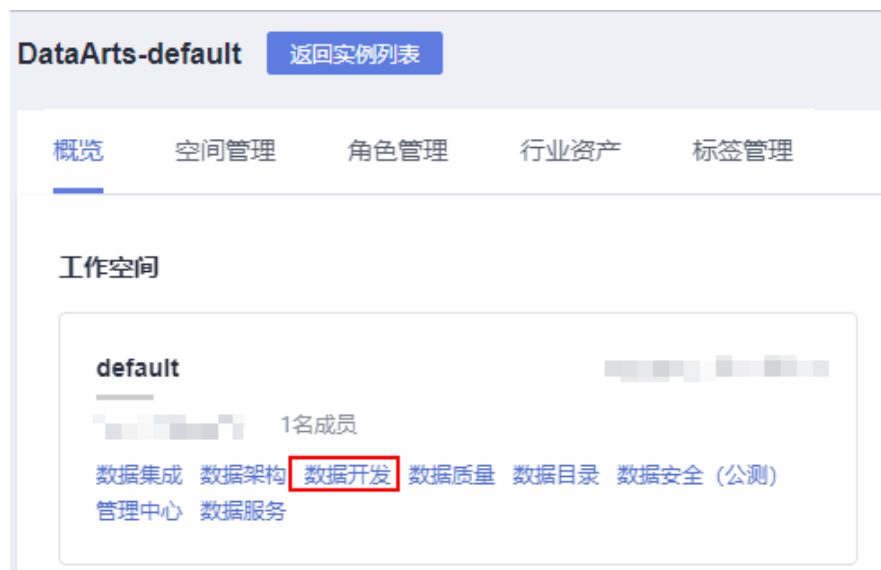 DataArts-default 返回实例列表
概览 空间管理 角色管理 行业资产 标签管理
工作空间
default
1名成员
数据集成 数据架构 数据开发 数据质量 数据目录 数据安全 (公测)
管理中心 数据服务